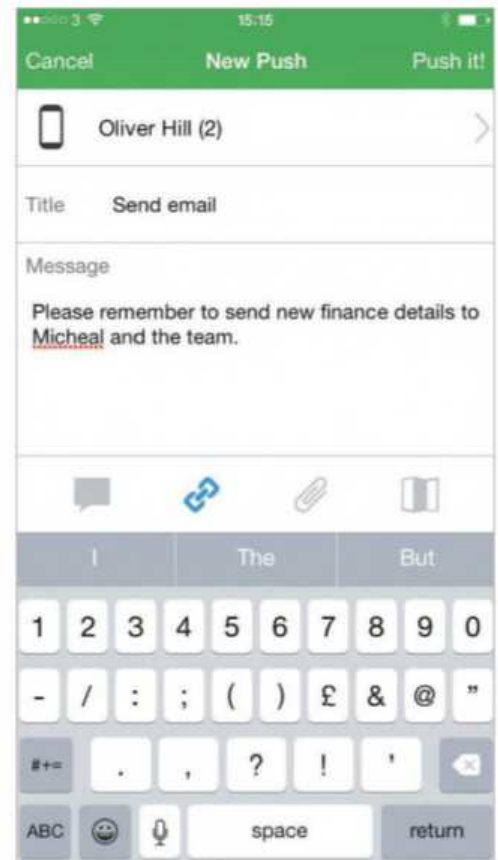 3 15:15
Cancel New Push Push it!
Oliver Hill (2)
Title Send email
Message
Please remember to send new finance details to
Micheal and the team.
I The But
1 2 3 4 5 6 7 8 9 0
- / : ; ( ) £ & @ "
#+= . , ? ! '
ABC space return